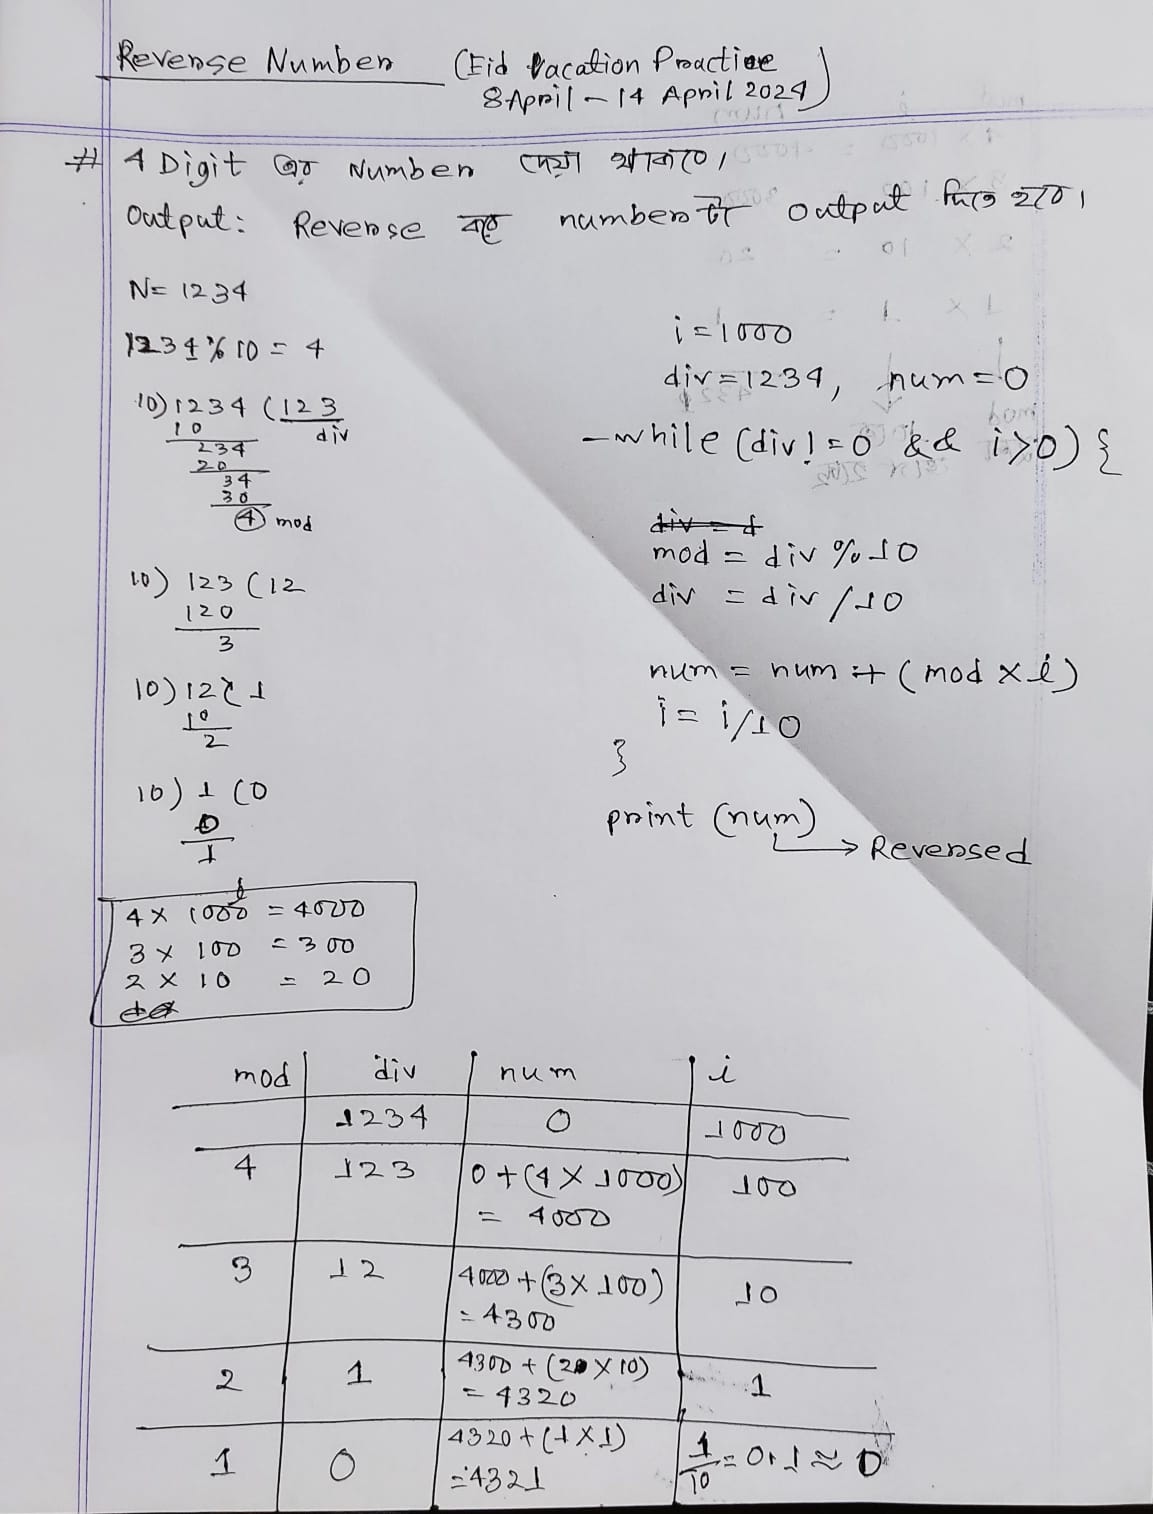 Reverse Number (Eid Vacation Practice
8 April - 14 April 2024)
# 4 Digit এর Number দেয়া থাকবে।
Output: Reverse করে number টা output দিতে হবে।
N= 1234
1234 % 10 = 4
10) 1234 (123
10 div
234
20
34
30
4 mod
10) 123 (12
120
3
10) 12 ( 1
10
2
10) 1 (0
0
1
i
4 × 1000 = 4000
3 × 100 = 300
2 × 10 = 20
i=1000
div=1234, num=0
-while (div!=0 && i>0) {
div = d
mod = div % 10
div = div /10
num = num + (mod × i)
i = i/10
}
print (num)
→ Reversed
mod div num i
1234 0 1000
4 123 0+(4×1000) 100
= 4000
3 12 4000+(3×100) 10
= 4300
2 1 4300+(2×10) 1
= 4320
1 0 4320+(1×1) 1/10 = 0.1 ≈ 0
=4321